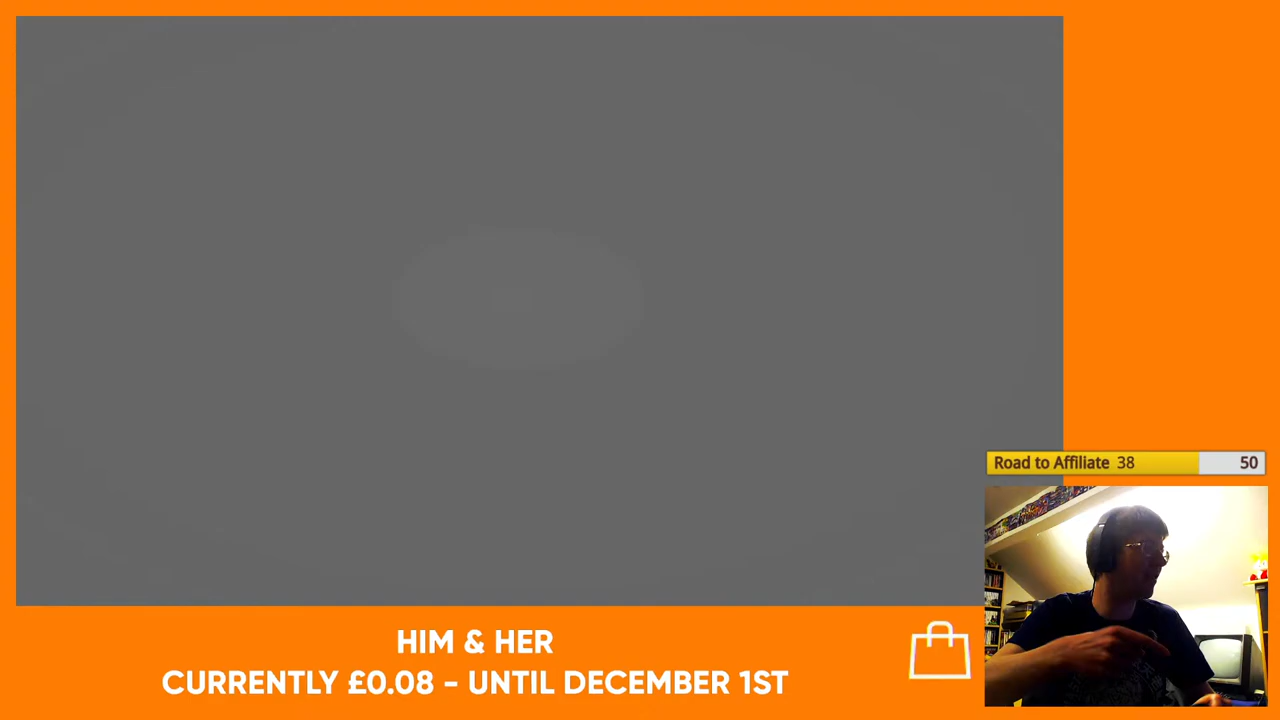 Road to Affiliate 38 50
HIM & HER
CURRENTLY £0.08 - UNTIL DECEMBER 1ST